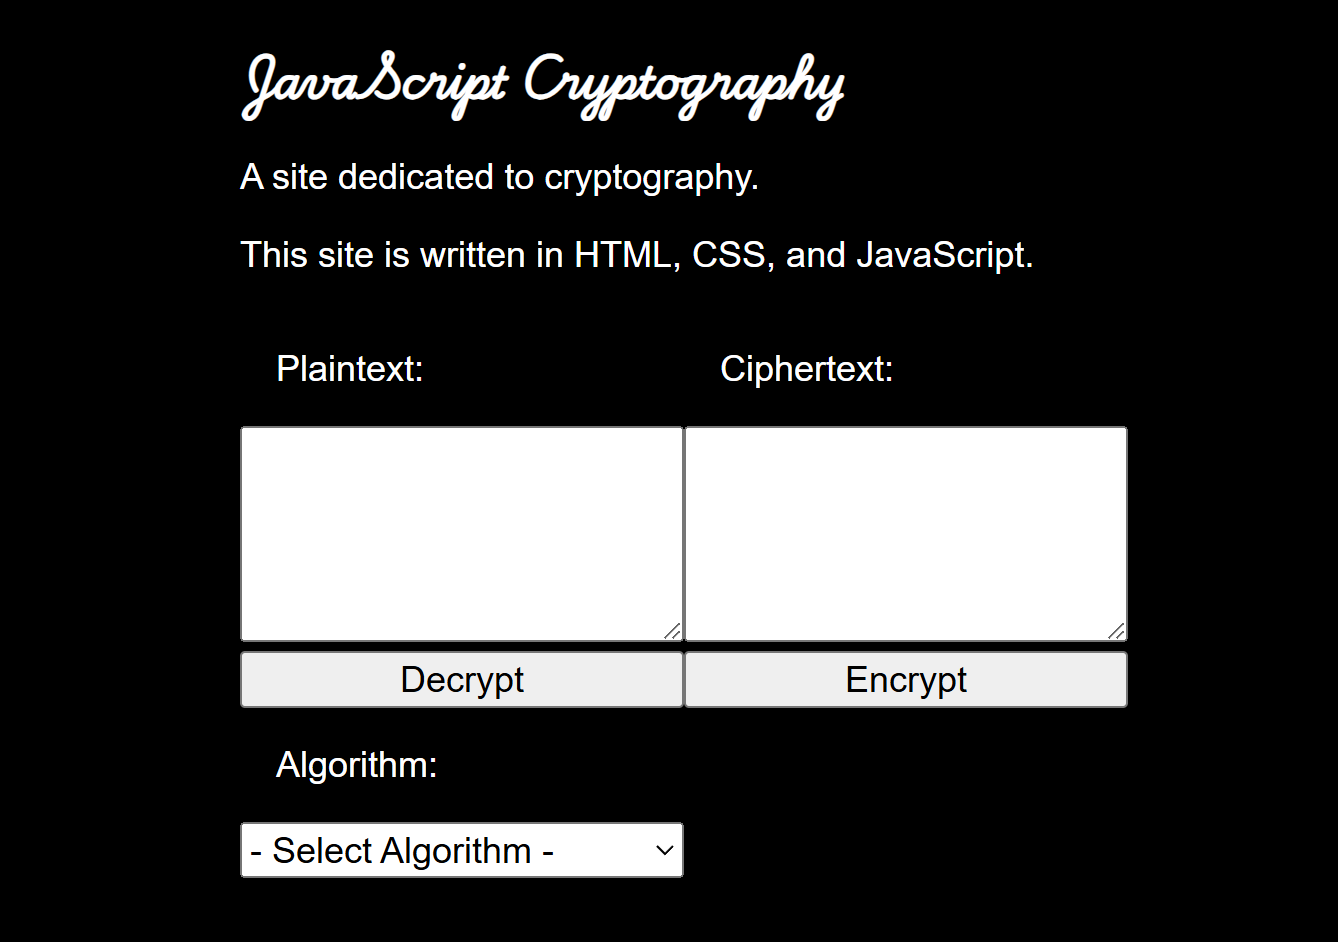 JavaScript Cryptography
A site dedicated to cryptography.
This site is written in HTML, CSS, and JavaScript.
Plaintext: Ciphertext:
Decrypt Encrypt
Algorithm:
- Select Algorithm -